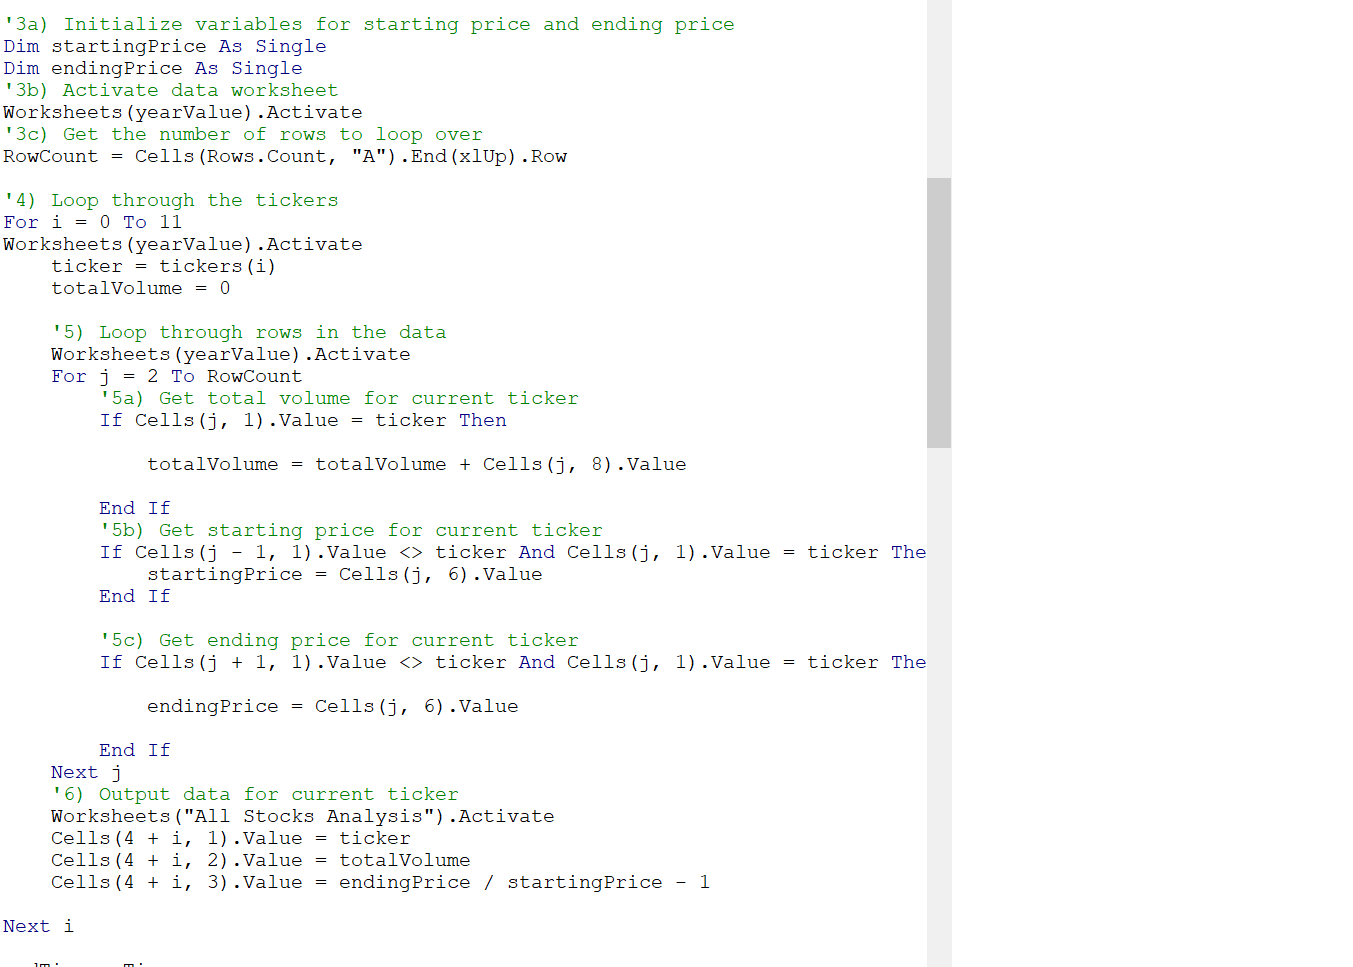 '3a) Initialize variables for starting price and ending price
Dim startingPrice As Single
Dim endingPrice As Single
'3b) Activate data worksheet
Worksheets(yearValue).Activate
'3c) Get the number of rows to loop over
RowCount = Cells(Rows.Count, "A").End(xlUp).Row
'4) Loop through the tickers
For i = 0 To 11
Worksheets(yearValue).Activate
ticker = tickers(i)
totalVolume = 0
'5) Loop through rows in the data
Worksheets(yearValue).Activate
For j = 2 To RowCount
'5a) Get total volume for current ticker
If Cells(j, 1).Value = ticker Then
totalVolume = totalVolume + Cells(j, 8).Value
End If
'5b) Get starting price for current ticker
If Cells(j - 1, 1).Value <> ticker And Cells(j, 1).Value = ticker The
startingPrice = Cells(j, 6).Value
End If
'5c) Get ending price for current ticker
If Cells(j + 1, 1).Value <> ticker And Cells(j, 1).Value = ticker The
endingPrice = Cells(j, 6).Value
End If
Next j
'6) Output data for current ticker
Worksheets("All Stocks Analysis").Activate
Cells(4 + i, 1).Value = ticker
Cells(4 + i, 2).Value = totalVolume
Cells(4 + i, 3).Value = endingPrice / startingPrice - 1
Next i